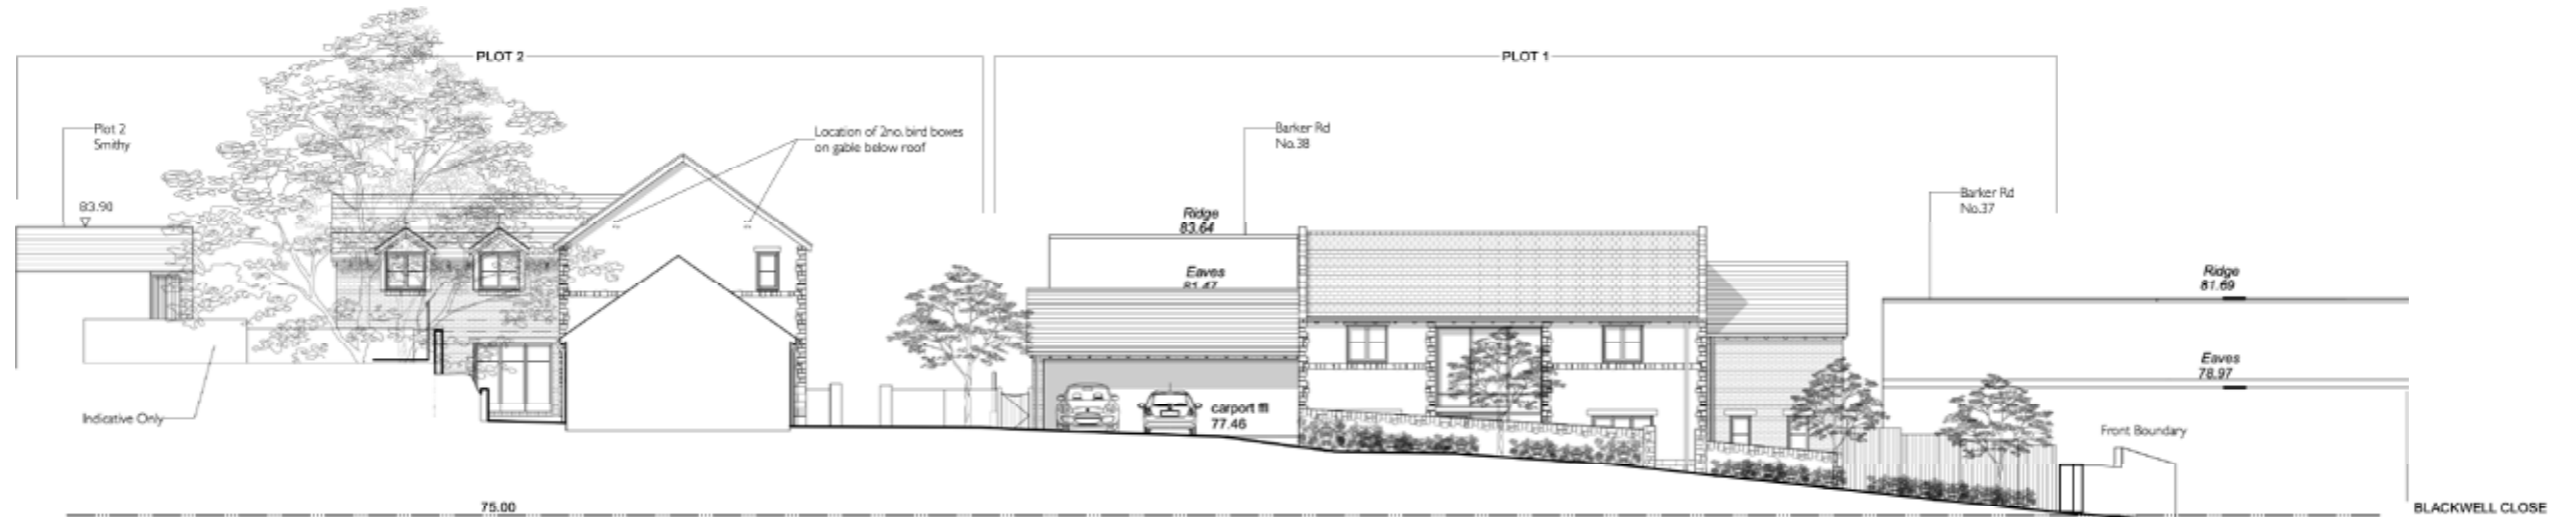 PLOT 2
PLOT 1
Plot 2
Smithy
Location of 2no. bird boxes
on gable below roof
Barker Rd
No.38
Barker Rd
No.37
83.90
Ridge
83.64
Eaves
81.47
Ridge
81.69
Eaves
78.97
carport ffl
77.46
Indicative Only
Front Boundary
75.00
BLACKWELL CLOSE